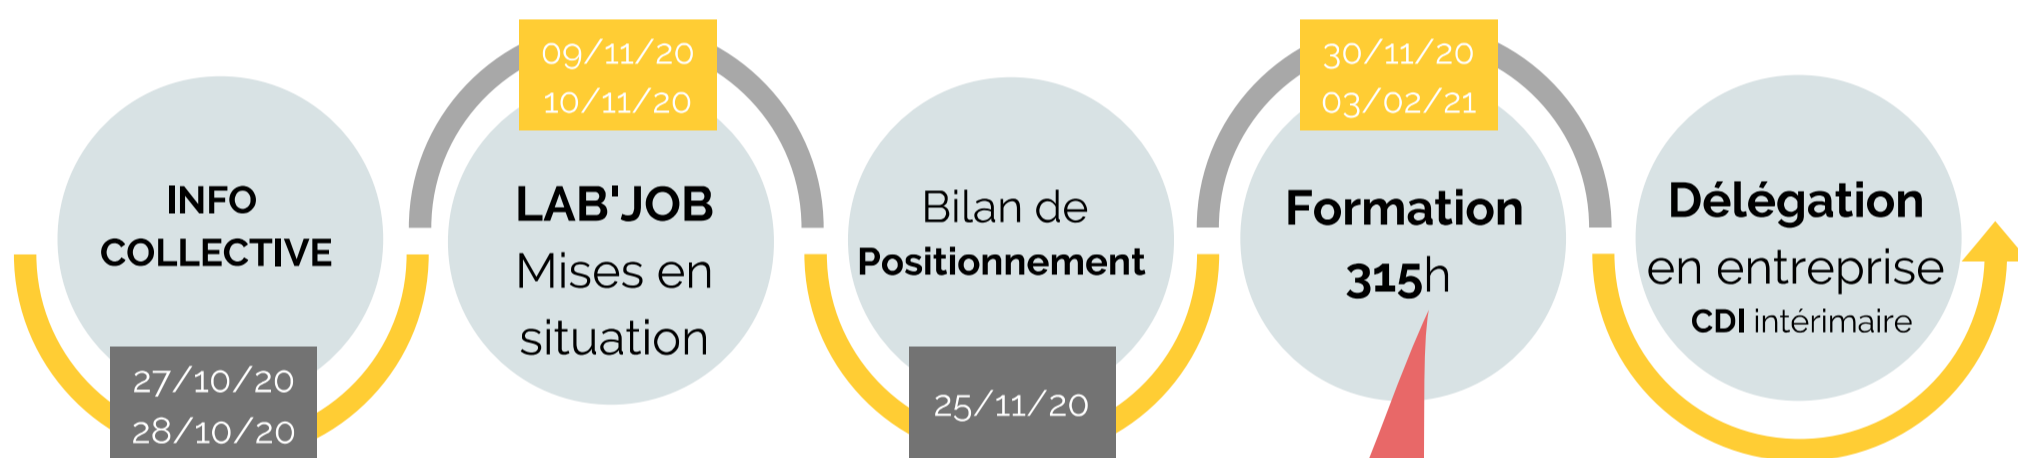 INFO
COLLECTIVE
27/10/20
28/10/20
09/11/20
10/11/20
LAB'JOB
Mises en
situation
Bilan de
Positionnement
25/11/20
30/11/20
03/02/21
Formation
315h
Délégation
en entreprise
CDI intérimaire